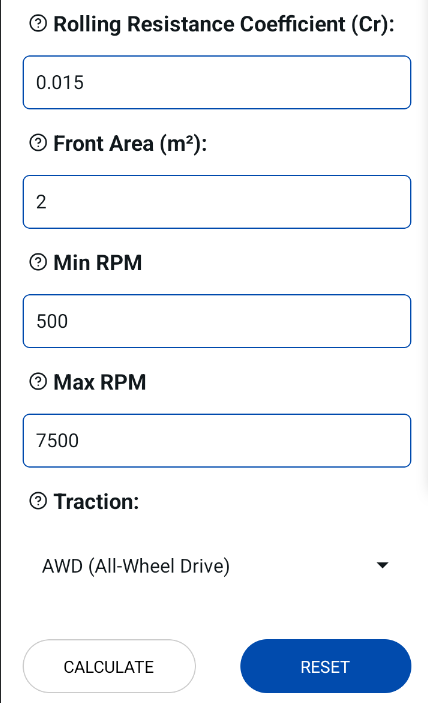 Rolling Resistance Coefficient (Cr):
0.015
Front Area (m²):
2
Min RPM
500
Max RPM
7500
Traction:
AWD (All-Wheel Drive)
CALCULATE RESET